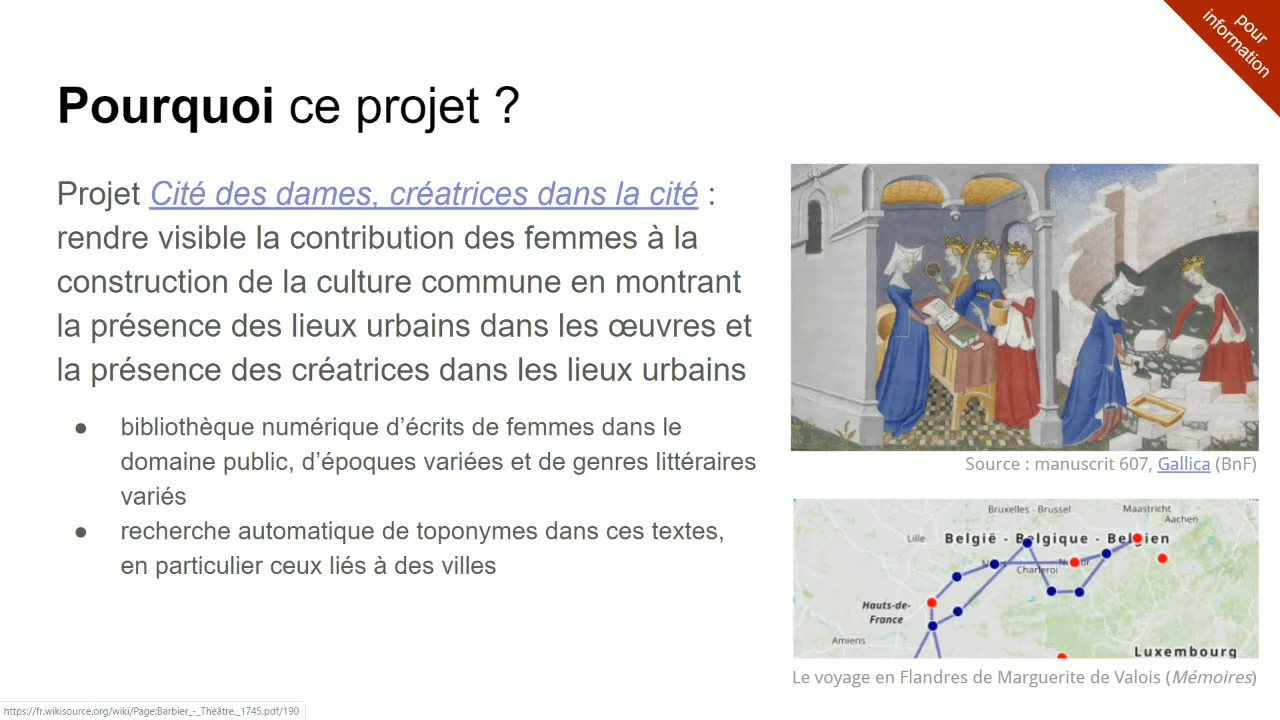 pour
information
Pourquoi ce projet ?
Projet Cité des dames, créatrices dans la cité :
rendre visible la contribution des femmes à la
construction de la culture commune en montrant
la présence des lieux urbains dans les œuvres et
la présence des créatrices dans les lieux urbains
● bibliothèque numérique d’écrits de femmes dans le
domaine public, d’époques variées et de genres littéraires
variés
● recherche automatique de toponymes dans ces textes,
en particulier ceux liés à des villes
Source : manuscrit 607, Gallica (BnF)
Bruxelles - Brussel
Maastricht
Aachen
Lille
België - Belgique - Belgien
Charleroi
Hauts-de-
France
Amiens
Luxembourg
Le voyage en Flandres de Marguerite de Valois (Mémoires)
https://fr.wikisource.org/wiki/Page:Barbier_-_Théâtre,_1745.pdf/190